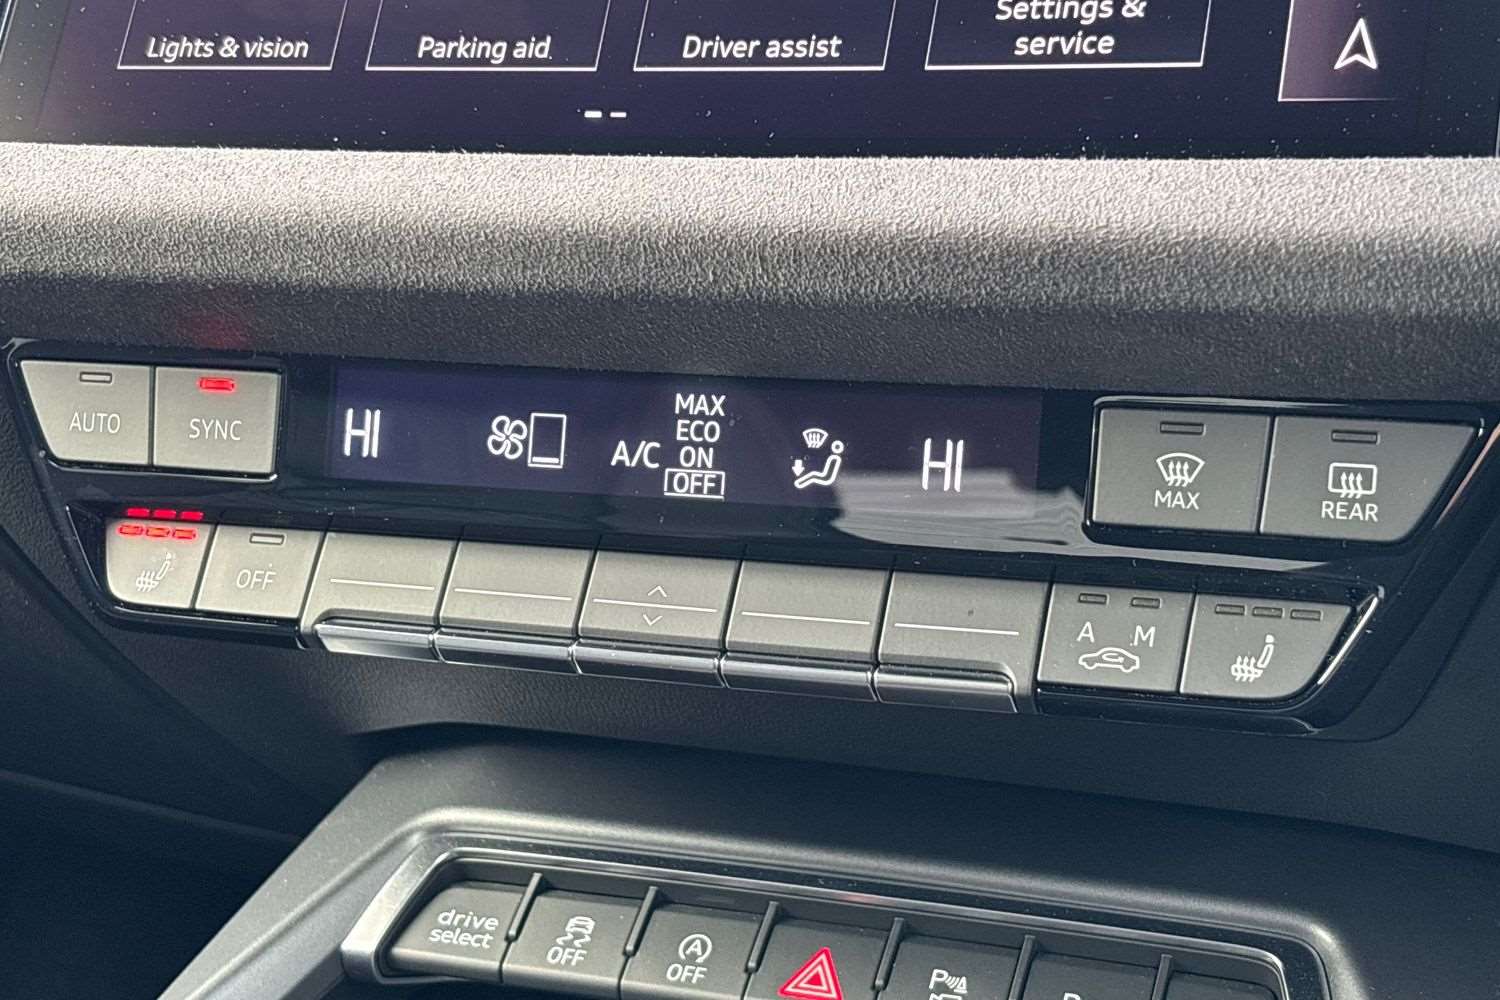 Lights & vision
Parking aid
Driver assist
Settings &
service
AUTO
SYNC
HI
A/C
MAX
ECO
ON
OFF
HI
MAX
REAR
OFF
A M
drive
select
OFF
A
OFF
P